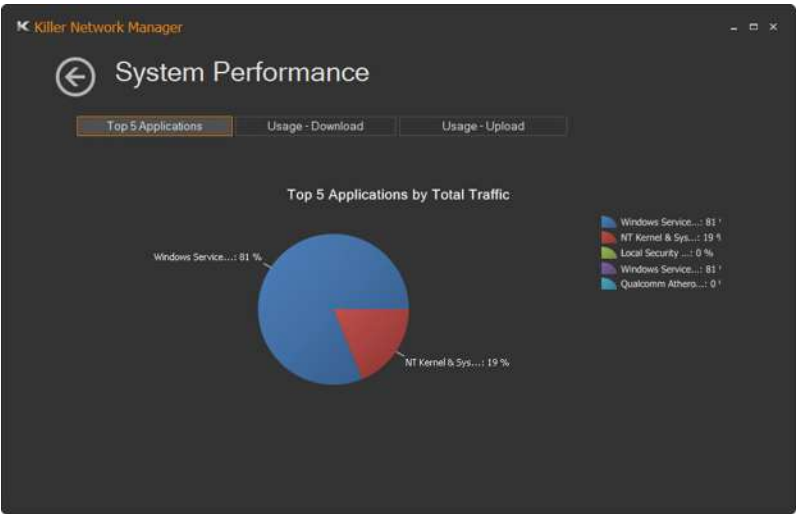 Killer Network Manager
System Performance
Top 5 Applications
Usage - Download
Usage - Upload
Top 5 Applications by Total Traffic
Windows Service...: 81 %
NT Kernel & Sys...: 19 %
Windows Service...: 81
NT Kernel & Sys...: 19
Local Security ...: 0 %
Windows Service...: 81
Qualcomm Athero...: 0